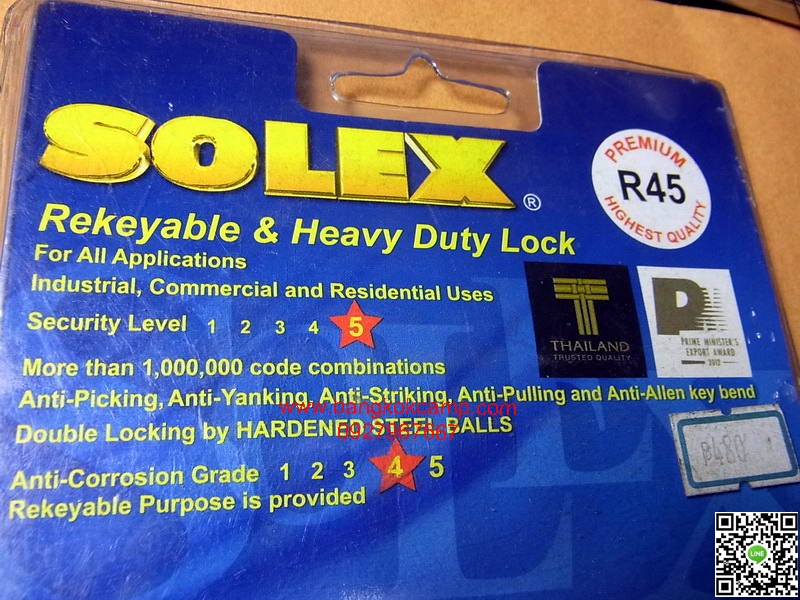 SOLEX®
PREMIUM
R45
HIGHEST QUALITY
Rekeyable & Heavy Duty Lock
For All Applications
Industrial, Commercial and Residential Uses
THAILAND
TRUSTED QUALITY
PRIME MINISTER'S
EXPORT AWARD
2012
Security Level 1 2 3 4 5
More than 1,000,000 code combinations
Anti-Picking, Anti-Yanking, Anti-Striking, Anti-Pulling and Anti-Allen key bend
www.bangkokcamp.com
Double Locking by HARDENED STEEL BALLS
฿480
Anti-Corrosion Grade 1 2 3 4 5
Rekeyable Purpose is provided
LINE